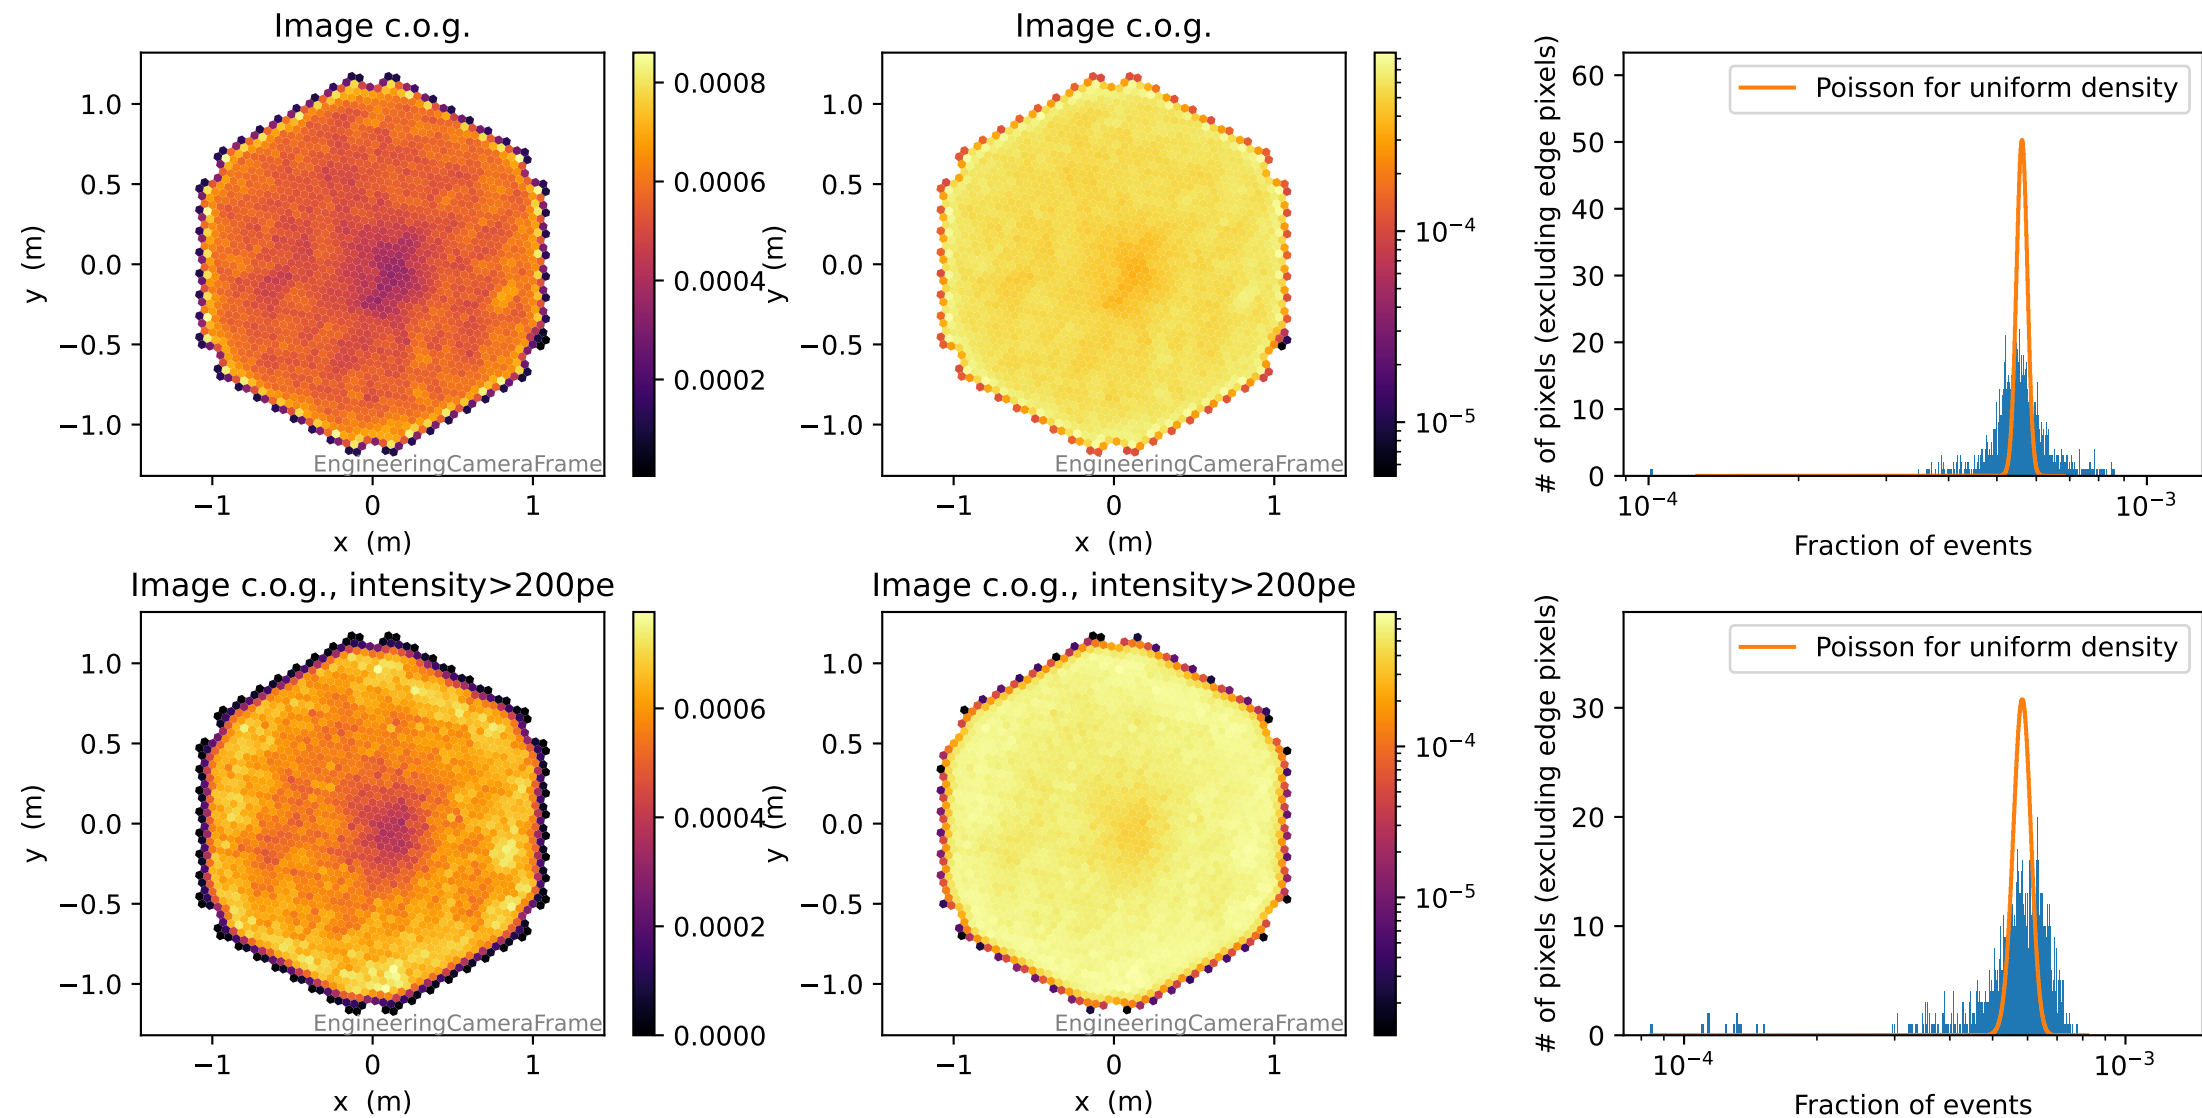 Image c.o.g.
1.0
0.5
0.0
−0.5
−1.0
y (m)
−1
0
1
x (m)
EngineeringCameraFrame
0.0008
0.0006
0.0004
0.0002
Image c.o.g.
1.0
0.5
0.0
−0.5
−1.0
y (m)
−1
0
1
x (m)
EngineeringCameraFrame
10⁻⁴
10⁻⁵
# of pixels (excluding edge pixels)
60
50
40
30
20
10
0
Poisson for uniform density
10⁻⁴
10⁻³
Fraction of events
Image c.o.g., intensity>200pe
1.0
0.5
0.0
−0.5
−1.0
y (m)
−1
0
1
x (m)
EngineeringCameraFrame
0.0006
0.0004
0.0002
0.0000
Image c.o.g., intensity>200pe
1.0
0.5
0.0
−0.5
−1.0
y (m)
−1
0
1
x (m)
EngineeringCameraFrame
10⁻⁴
10⁻⁵
# of pixels (excluding edge pixels)
30
20
10
0
Poisson for uniform density
10⁻⁴
10⁻³
Fraction of events